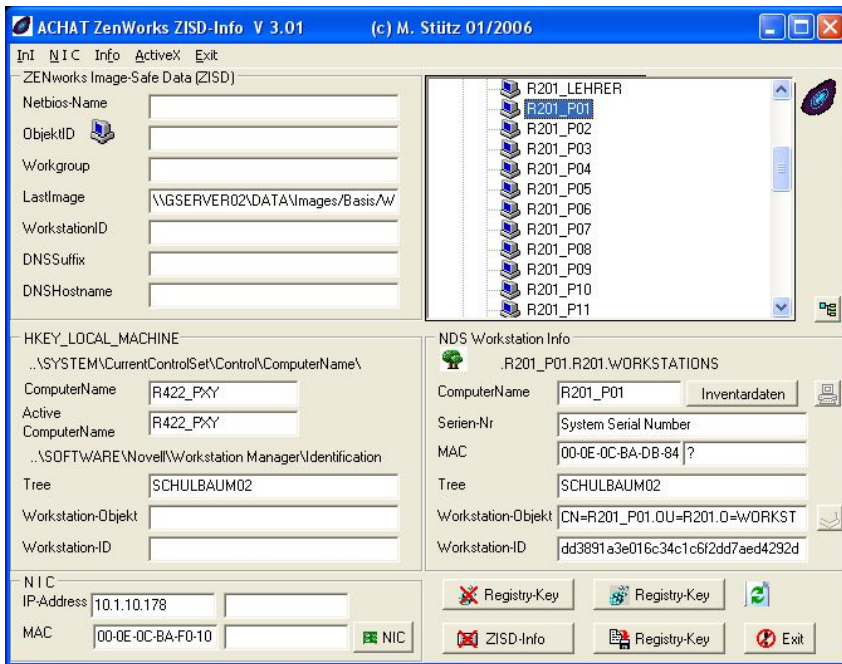 ACHAT ZenWorks ZISD-Info V 3.01 (c) M. Stütz 01/2006
InI NIC Info ActiveX Exit
ZENworks Image-Safe Data (ZISD)
Netbios-Name
ObjektID
Workgroup
LastImage \\GSERVER02\DATA\Images/Basis/W
WorkstationID
DNSSuffix
DNSHostname
R201_LEHRER
R201_P01
R201_P02
R201_P03
R201_P04
R201_P05
R201_P06
R201_P07
R201_P08
R201_P09
R201_P10
R201_P11
HKEY_LOCAL_MACHINE
..\SYSTEM\CurrentControlSet\Control\ComputerName\
ComputerName R422_PXY
Active
ComputerName R422_PXY
..\SOFTWARE\Novell\Workstation Manager\Identification
Tree SCHULBAUM02
Workstation-Objekt
Workstation-ID
NDS Workstation Info
.R201_P01.R201.WORKSTATIONS
ComputerName R201_P01 Inventardaten
Serien-Nr System Serial Number
MAC 00-0E-0C-BA-DB-84 ?
Tree SCHULBAUM02
Workstation-Objekt CN=R201_P01.OU=R201.O=WORKST
Workstation-ID dd3891a3e016c34c1c6f2dd7aed4292d
NIC
IP-Address 10.1.10.178
MAC 00-0E-0C-BA-F0-10 NIC
Registry-Key Registry-Key
ZISD-Info Registry-Key Exit